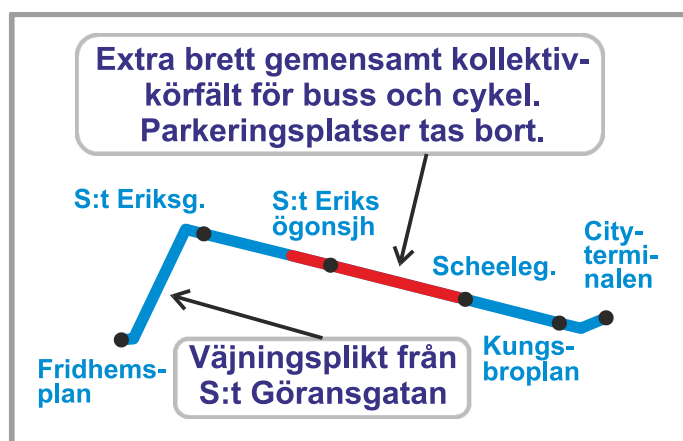 Extra brett gemensamt kollektiv-
körfält för buss och cykel.
Parkeringsplatser tas bort.
S:t Eriksg.
S:t Eriks
ögonsjh
Scheeleg.
City-
termi-
nalen
Fridhems-
plan
Väjningsplikt från
S:t Göransgatan
Kungs-
broplan